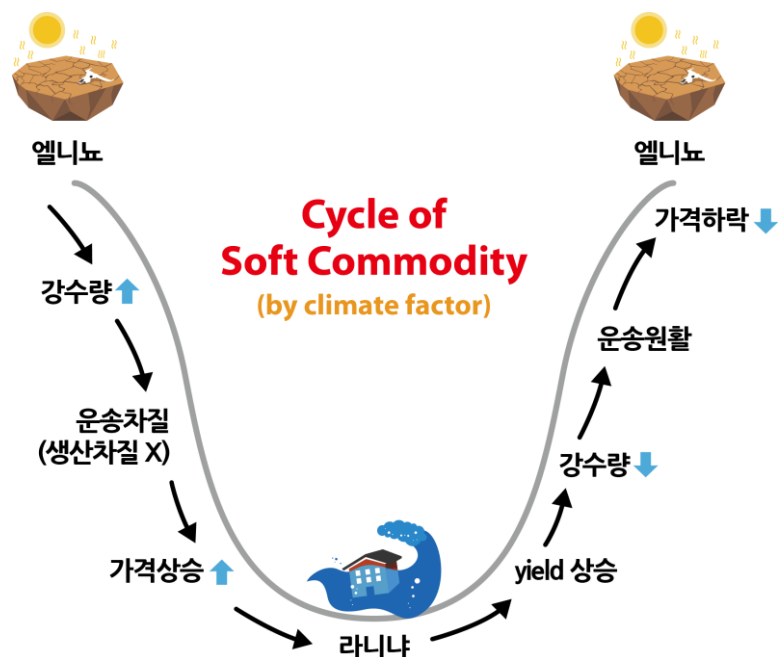 엘니뇨
강수량
운송차질
(생산차질 X)
가격상승
라니냐
Cycle of
Soft Commodity
(by climate factor)
yield 상승
강수량
운송원활
가격하락
엘니뇨